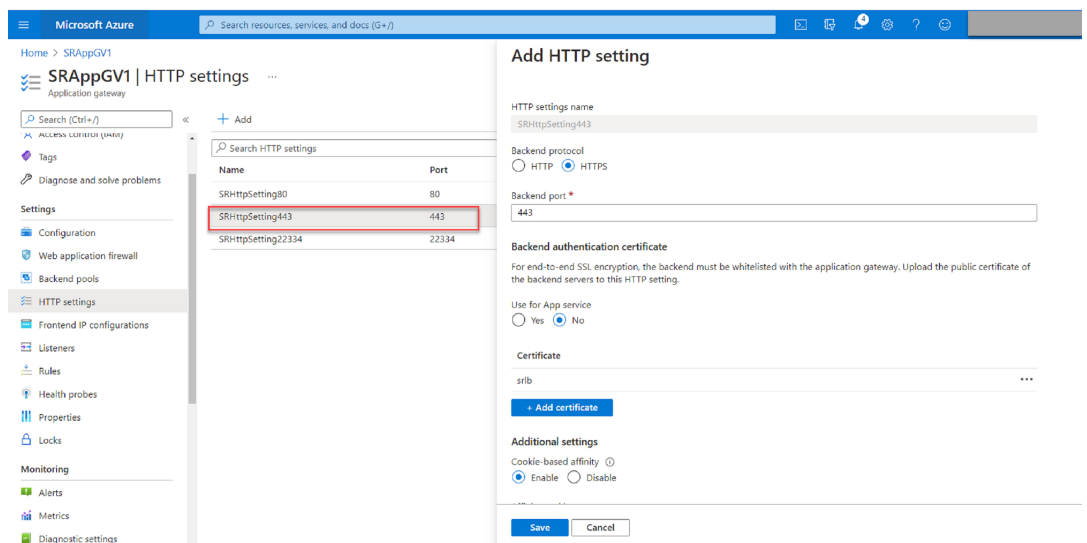 Microsoft Azure
Search resources, services, and docs (G+/)
4
Home > SRAppGV1
SRAppGV1 | HTTP settings ...
Application gateway
Search (Ctrl+/)
«
Access control (IAM)
Tags
Diagnose and solve problems
Settings
Configuration
Web application firewall
Backend pools
HTTP settings
Frontend IP configurations
Listeners
Rules
Health probes
Properties
Locks
Monitoring
Alerts
Metrics
Diagnostic settings
+ Add
Search HTTP settings
Name Port
SRHttpSetting80 80
SRHttpSetting443 443
SRHttpSetting22334 22334
Add HTTP setting
HTTP settings name
SRHttpSetting443
Backend protocol
HTTP HTTPS
Backend port *
443
Backend authentication certificate
For end-to-end SSL encryption, the backend must be whitelisted with the application gateway. Upload the public certificate of
the backend servers to this HTTP setting.
Use for App service
Yes No
Certificate
srlb ...
+ Add certificate
Additional settings
Cookie-based affinity
Enable Disable
Save Cancel